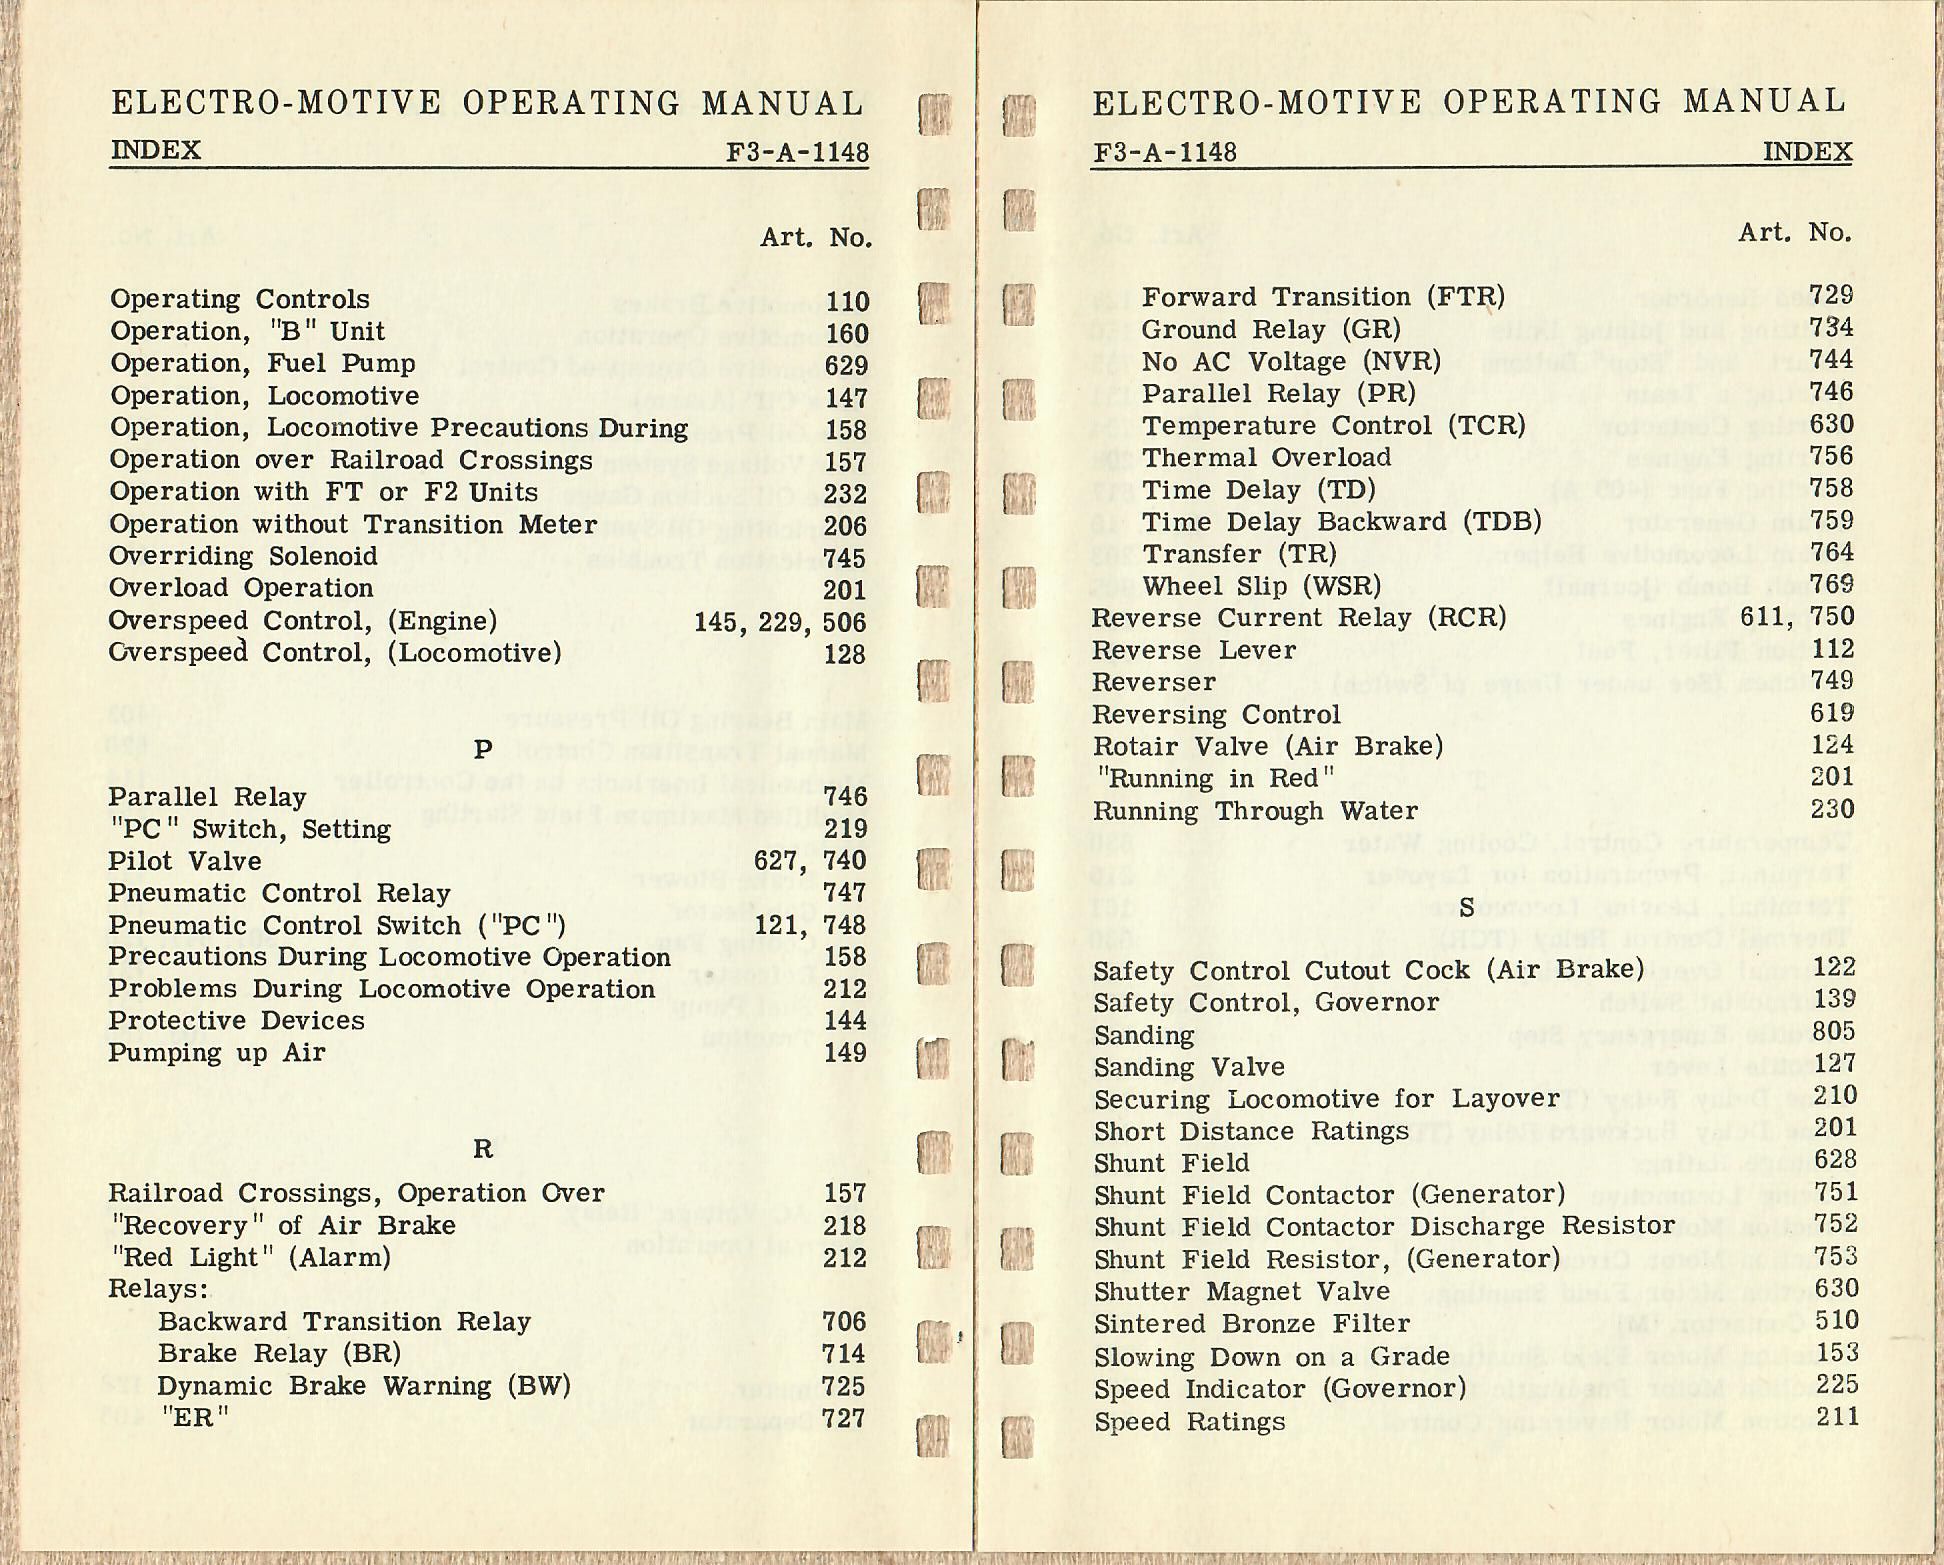 ELECTRO-MOTIVE OPERATING MANUAL
INDEX F3-A-1148
Art. No.
Operating Controls 110
Operation, "B" Unit 160
Operation, Fuel Pump 629
Operation, Locomotive 147
Operation, Locomotive Precautions During 158
Operation over Railroad Crossings 157
Operation with FT or F2 Units 232
Operation without Transition Meter 206
Overriding Solenoid 745
Overload Operation 201
Overspeed Control, (Engine) 145, 229, 506
Overspeed Control, (Locomotive) 128
P
Parallel Relay 746
"PC" Switch, Setting 219
Pilot Valve 627, 740
Pneumatic Control Relay 747
Pneumatic Control Switch ("PC") 121, 748
Precautions During Locomotive Operation 158
Problems During Locomotive Operation 212
Protective Devices 144
Pumping up Air 149
R
Railroad Crossings, Operation Over 157
"Recovery" of Air Brake 218
"Red Light" (Alarm) 212
Relays:
Backward Transition Relay 706
Brake Relay (BR) 714
Dynamic Brake Warning (BW) 725
"ER" 727
ELECTRO-MOTIVE OPERATING MANUAL
F3-A-1148 INDEX
Art. No.
Forward Transition (FTR) 729
Ground Relay (GR) 734
No AC Voltage (NVR) 744
Parallel Relay (PR) 746
Temperature Control (TCR) 630
Thermal Overload 756
Time Delay (TD) 758
Time Delay Backward (TDB) 759
Transfer (TR) 764
Wheel Slip (WSR) 769
Reverse Current Relay (RCR) 611, 750
Reverse Lever 112
Reverser 749
Reversing Control 619
Rotair Valve (Air Brake) 124
"Running in Red" 201
Running Through Water 230
S
Safety Control Cutout Cock (Air Brake) 122
Safety Control, Governor 139
Sanding 805
Sanding Valve 127
Securing Locomotive for Layover 210
Short Distance Ratings 201
Shunt Field 628
Shunt Field Contactor (Generator) 751
Shunt Field Contactor Discharge Resistor 752
Shunt Field Resistor, (Generator) 753
Shutter Magnet Valve 630
Sintered Bronze Filter 510
Slowing Down on a Grade 153
Speed Indicator (Governor) 225
Speed Ratings 211